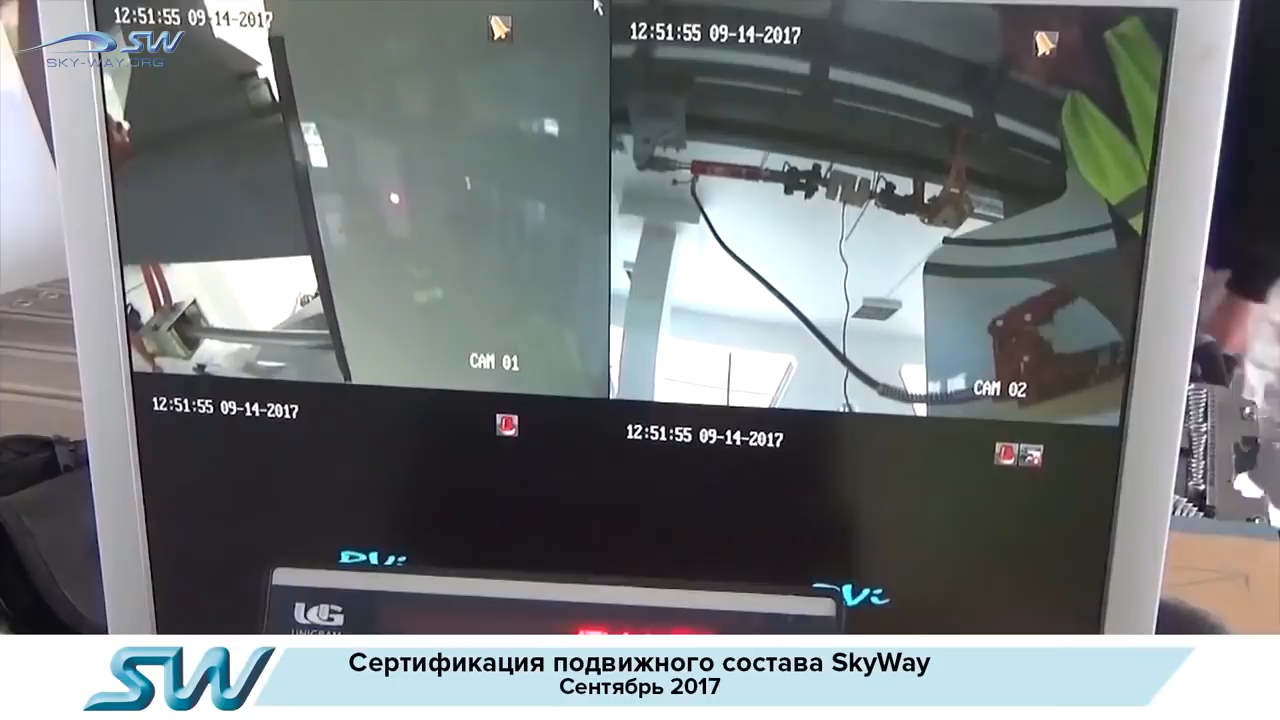 12:51:55 09-14-2017
SW
SKY-WAY.ORG
12:51:55 09-14-2017
CAM 01
CAM 02
12:51:55 09-14-2017
12:51:55 09-14-2017
UG
SW
Сертификация подвижного состава SkyWay
Сентябрь 2017